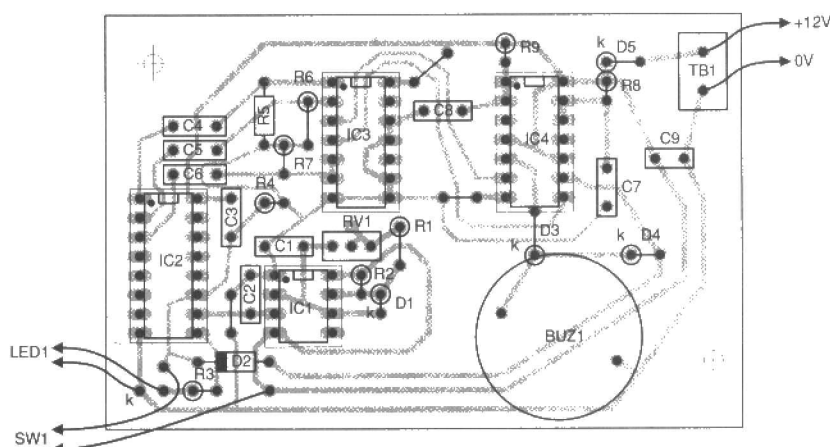 +12V
0V
k
D5
TB1
R9
R8
R6
R5
IC3
C8
IC4
C4
C5
C6
R7
C9
C7
R4
C3
RV1
R1
D3
k
k
D4
IC2
C1
C2
IC1
R2
D1
k
BUZ1
LED1
D2
R3
k
SW1